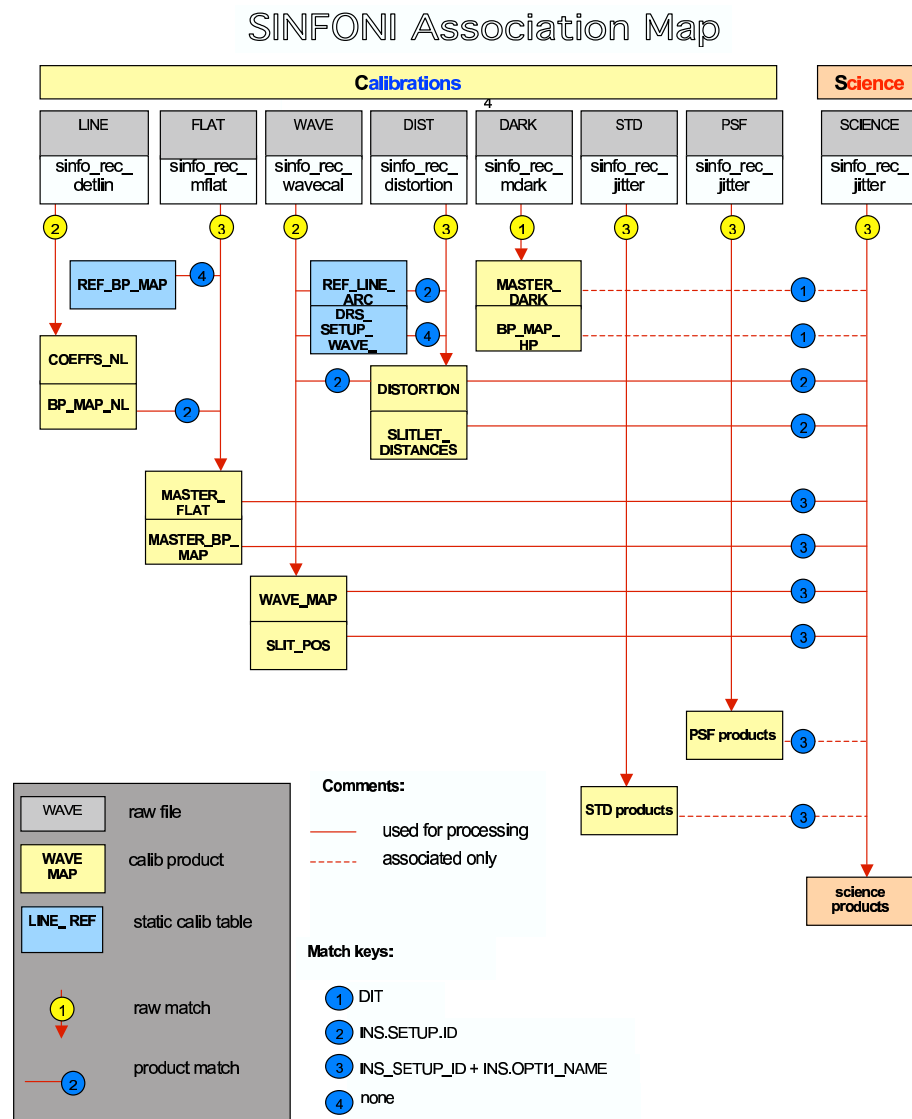 SINFONI Association Map
Calibrations
Science
4
LINE
FLAT
WAVE
DIST
DARK
STD
PSF
SCIENCE
sinfo_rec_
detlin
sinfo_rec_
mflat
sinfo_rec_
wavecal
sinfo_rec_
distortion
sinfo_rec_
mdark
sinfo_rec_
jitter
sinfo_rec_
jitter
sinfo_rec_
jitter
2
3
2
3
1
3
3
3
REF_BP_MAP
4
REF_LINE_
ARC
2
MASTER_
DARK
1
DRS_
SETUP_
WAVE_
4
BP_MAP_
HP
1
COEFFS_NL
2
DISTORTION
2
BP_MAP_NL
2
SLITLET_
DISTANCES
2
MASTER_
FLAT
3
MASTER_BP_
MAP
3
WAVE_MAP
3
SLIT_POS
3
PSF products
3
STD products
3
science
products
WAVE
raw file
WAVE
MAP
calib product
LINE_REF
static calib table
1
raw match
2
product match
Comments:
used for processing
associated only
Match keys:
1 DIT
2 INS.SETUP.ID
3 INS_SETUP_ID + INS.OPTI1_NAME
4 none